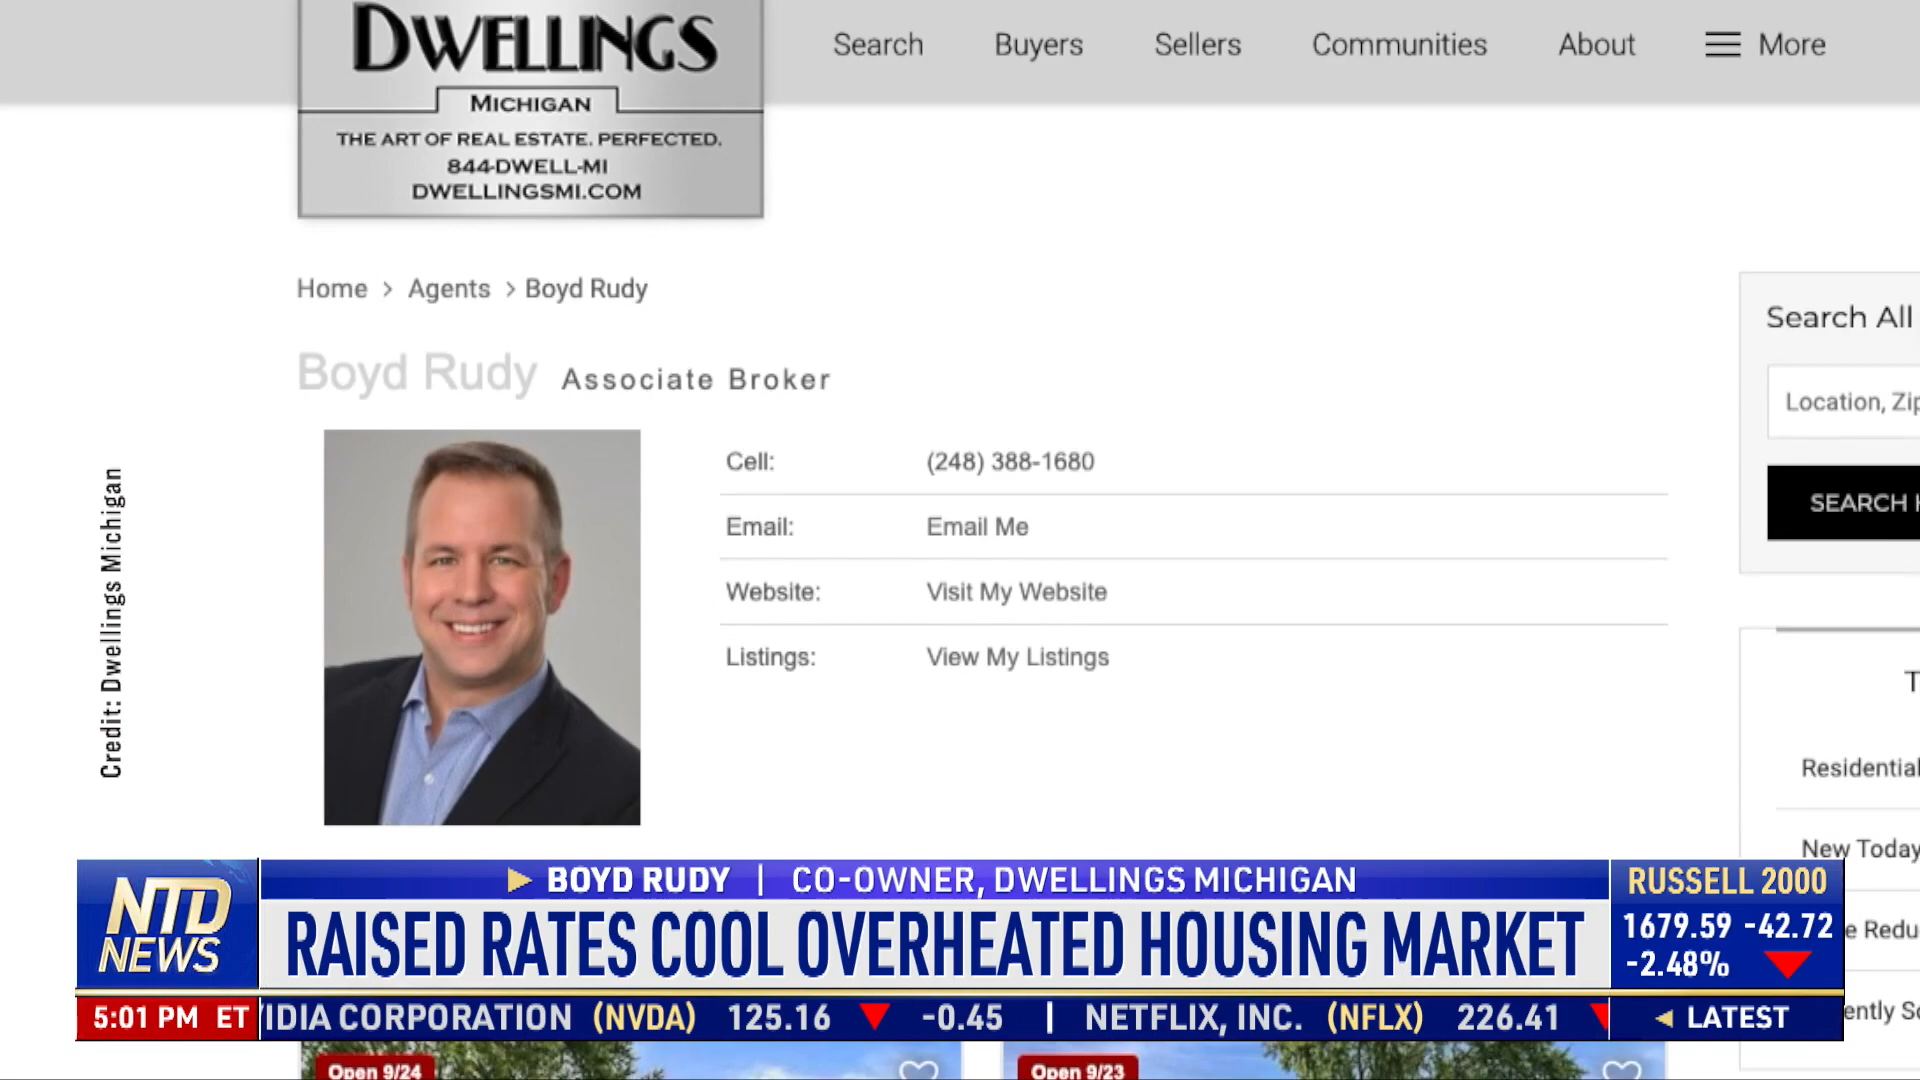 DWELLINGS
MICHIGAN
THE ART OF REAL ESTATE. PERFECTED.
844-DWELL-MI
DWELLINGSMI.COM
Search Buyers Sellers Communities About More
Home > Agents > Boyd Rudy
Boyd Rudy Associate Broker
Cell: (248) 388-1680
Email: Email Me
Website: Visit My Website
Listings: View My Listings
Search All
Location, Zip
SEARCH
Residential
New Today
e Redu
ently So
Credit: Dwellings Michigan
NTD
NEWS
BOYD RUDY | CO-OWNER, DWELLINGS MICHIGAN
RAISED RATES COOL OVERHEATED HOUSING MARKET
RUSSELL 2000
1679.59 -42.72
-2.48%
5:01 PM ET
VIDIA CORPORATION (NVDA) 125.16 -0.45 | NETFLIX, INC. (NFLX) 226.41
LATEST
Open 9/24
Open 9/23